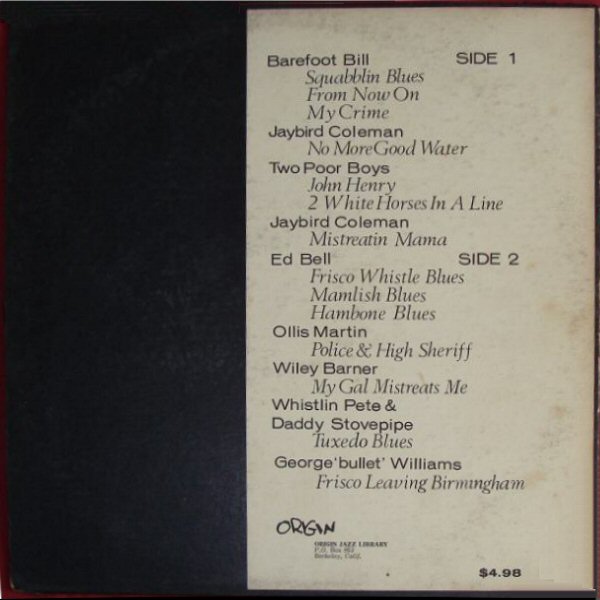 Barefoot Bill SIDE 1
Squabblin Blues
From Now On
My Crime
Jaybird Coleman
No More Good Water
Two Poor Boys
John Henry
2 White Horses In A Line
Jaybird Coleman
Mistreatin Mama
Ed Bell SIDE 2
Frisco Whistle Blues
Mamlish Blues
Hambone Blues
Ollis Martin
Police & High Sheriff
Wiley Barner
My Gal Mistreats Me
Whistlin Pete &
Daddy Stovepipe
Tuxedo Blues
George 'bullet' Williams
Frisco Leaving Birmingham
ORIGIN
ORIGIN JAZZ LIBRARY
P.O. Box 863
Berkeley, Calif.
$4.98